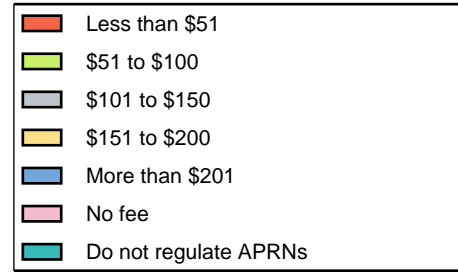 Less than $51
$51 to $100
$101 to $150
$151 to $200
More than $201
No fee
Do not regulate APRNs